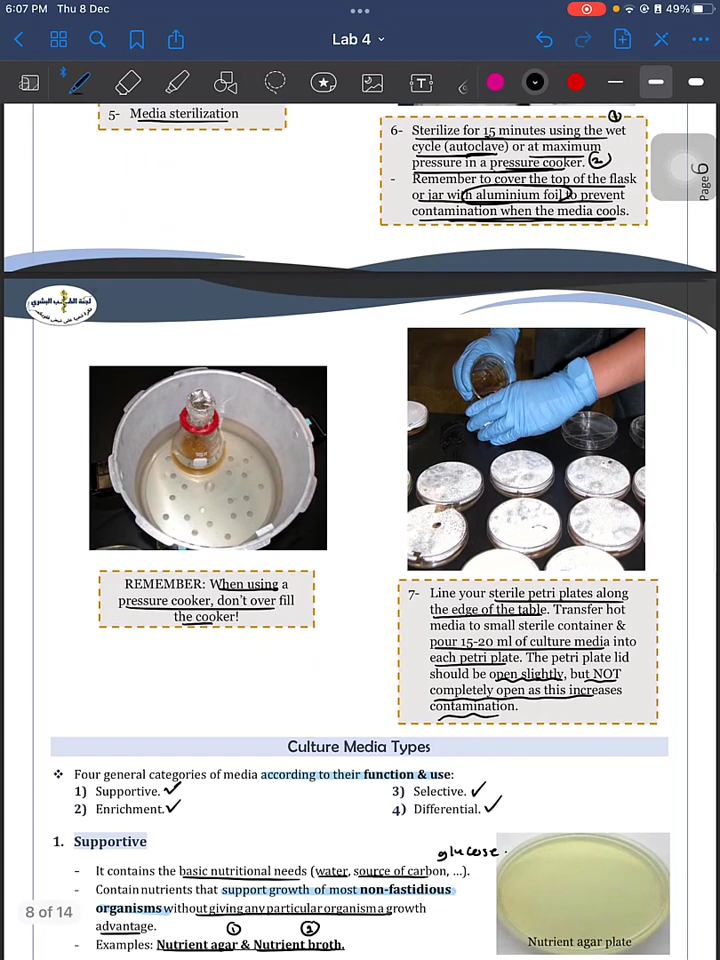 6:07 PM Thu 8 Dec
49%
Lab 4
5- Media sterilization
①
6- Sterilize for 15 minutes using the wet
cycle (autoclave) or at maximum
pressure in a pressure cooker. ②
- Remember to cover the top of the flask
or jar with aluminium foil to prevent
contamination when the media cools.
Page 6
REMEMBER: When using a
pressure cooker, don't over fill
the cooker!
7- Line your sterile petri plates along
the edge of the table. Transfer hot
media to small sterile container &
pour 15-20 ml of culture media into
each petri plate. The petri plate lid
should be open slightly, but NOT
completely open as this increases
contamination.
Culture Media Types
❖ Four general categories of media according to their function & use:
1) Supportive. ✓ 3) Selective. ✓
2) Enrichment. ✓ 4) Differential. ✓
1. Supportive
glucose.
- It contains the basic nutritional needs (water, source of carbon, ...).
- Contain nutrients that support growth of most non-fastidious
organisms without giving any particular organism a growth
advantage.
① ②
- Examples: Nutrient agar & Nutrient broth.
8 of 14
Nutrient agar plate